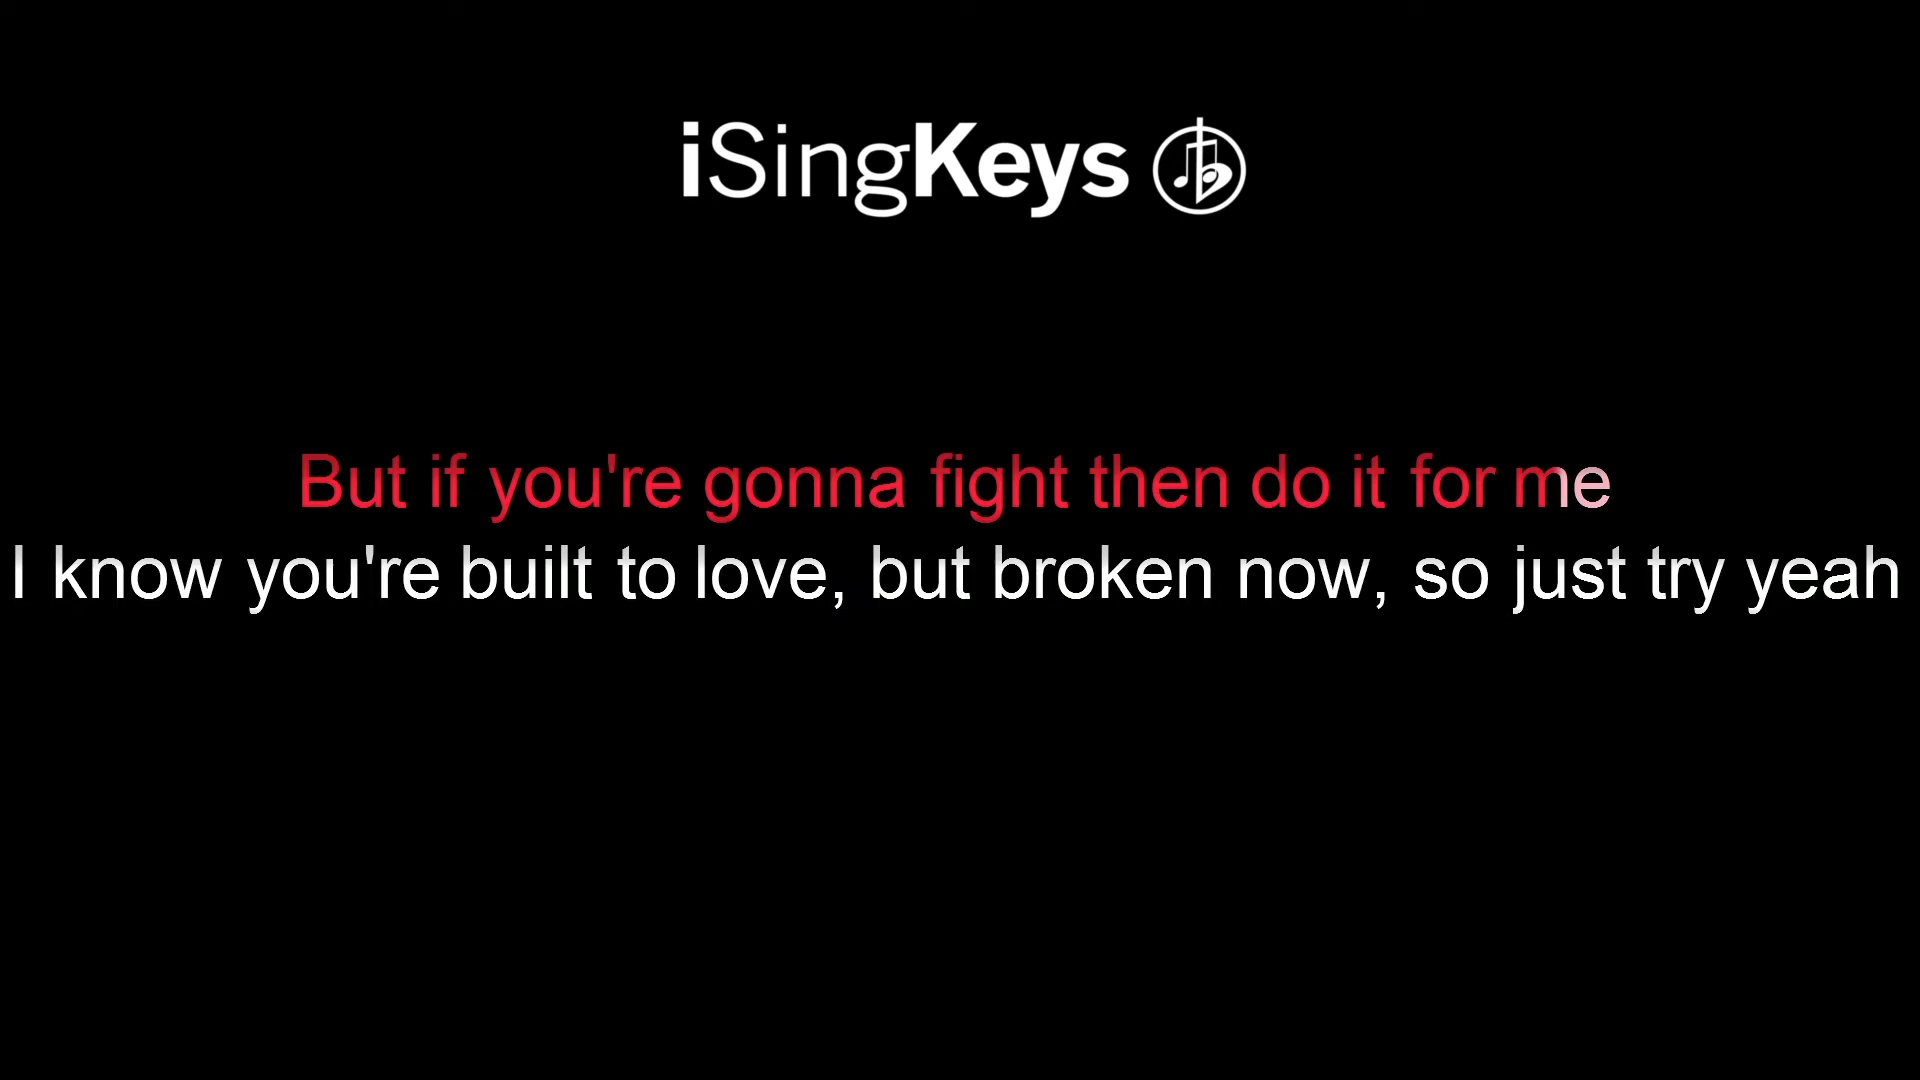 iSingKeys
But if you're gonna fight then do it for me
I know you're built to love, but broken now, so just try yeah